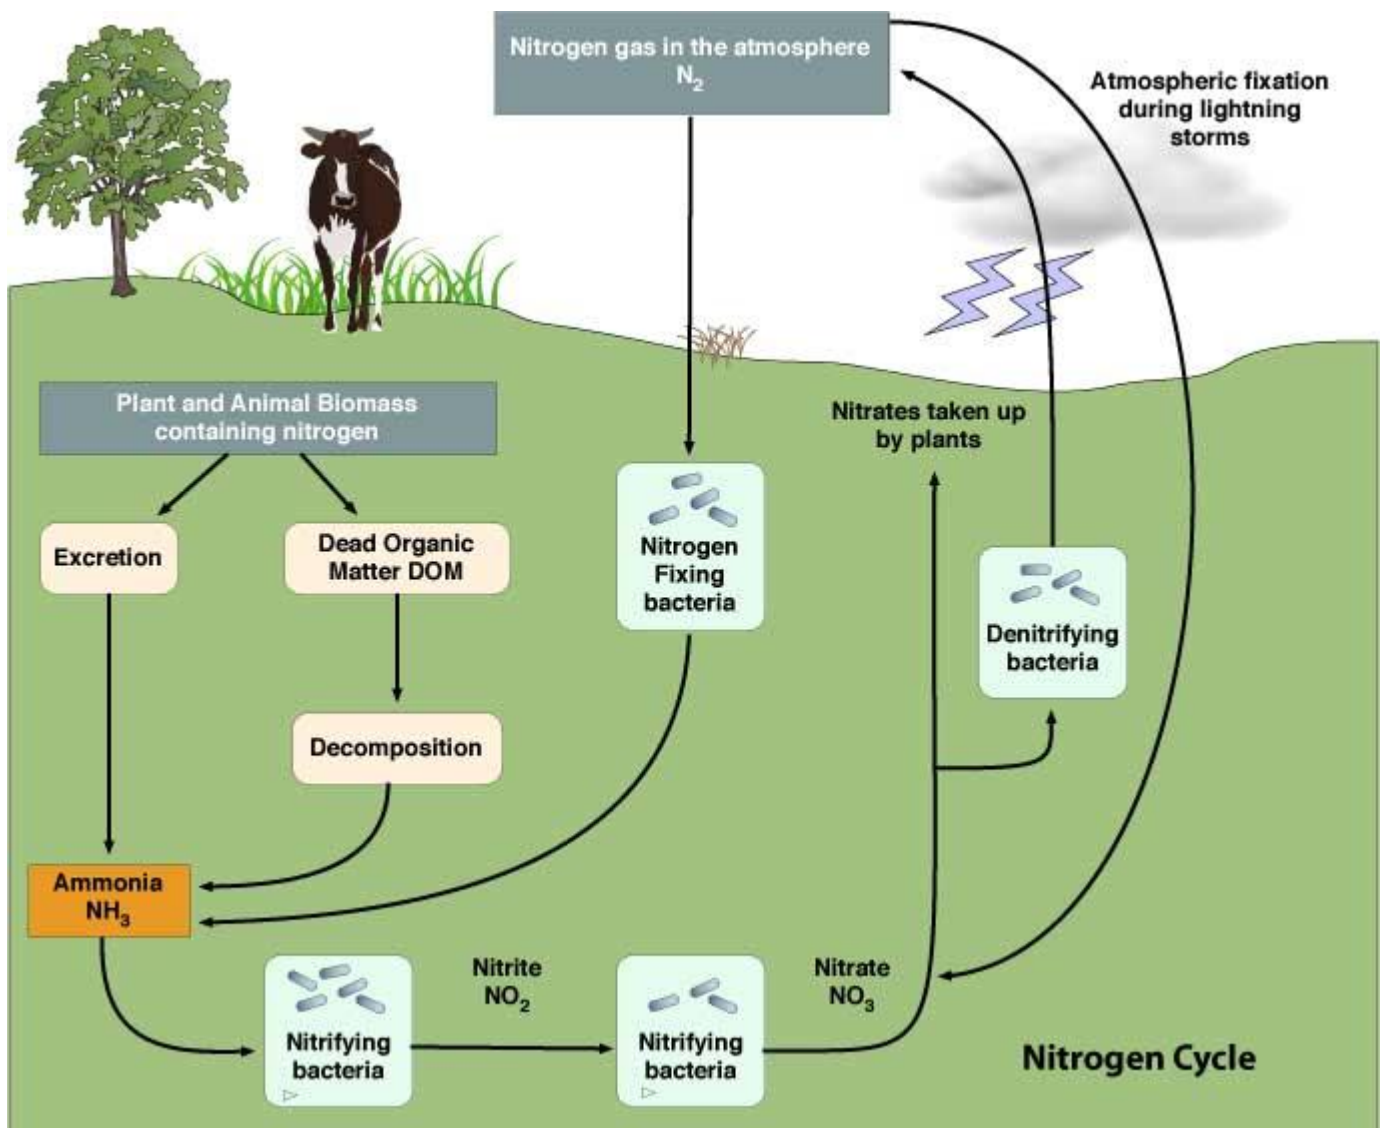 Nitrogen gas in the atmosphere
N₂
Atmospheric fixation
during lightning
storms
Plant and Animal Biomass
containing nitrogen
Nitrates taken up
by plants
Excretion
Dead Organic
Matter DOM
Nitrogen
Fixing
bacteria
Denitrifying
bacteria
Decomposition
Ammonia
NH₃
Nitrite
NO₂
Nitrate
NO₃
Nitrifying
bacteria
Nitrifying
bacteria
Nitrogen Cycle